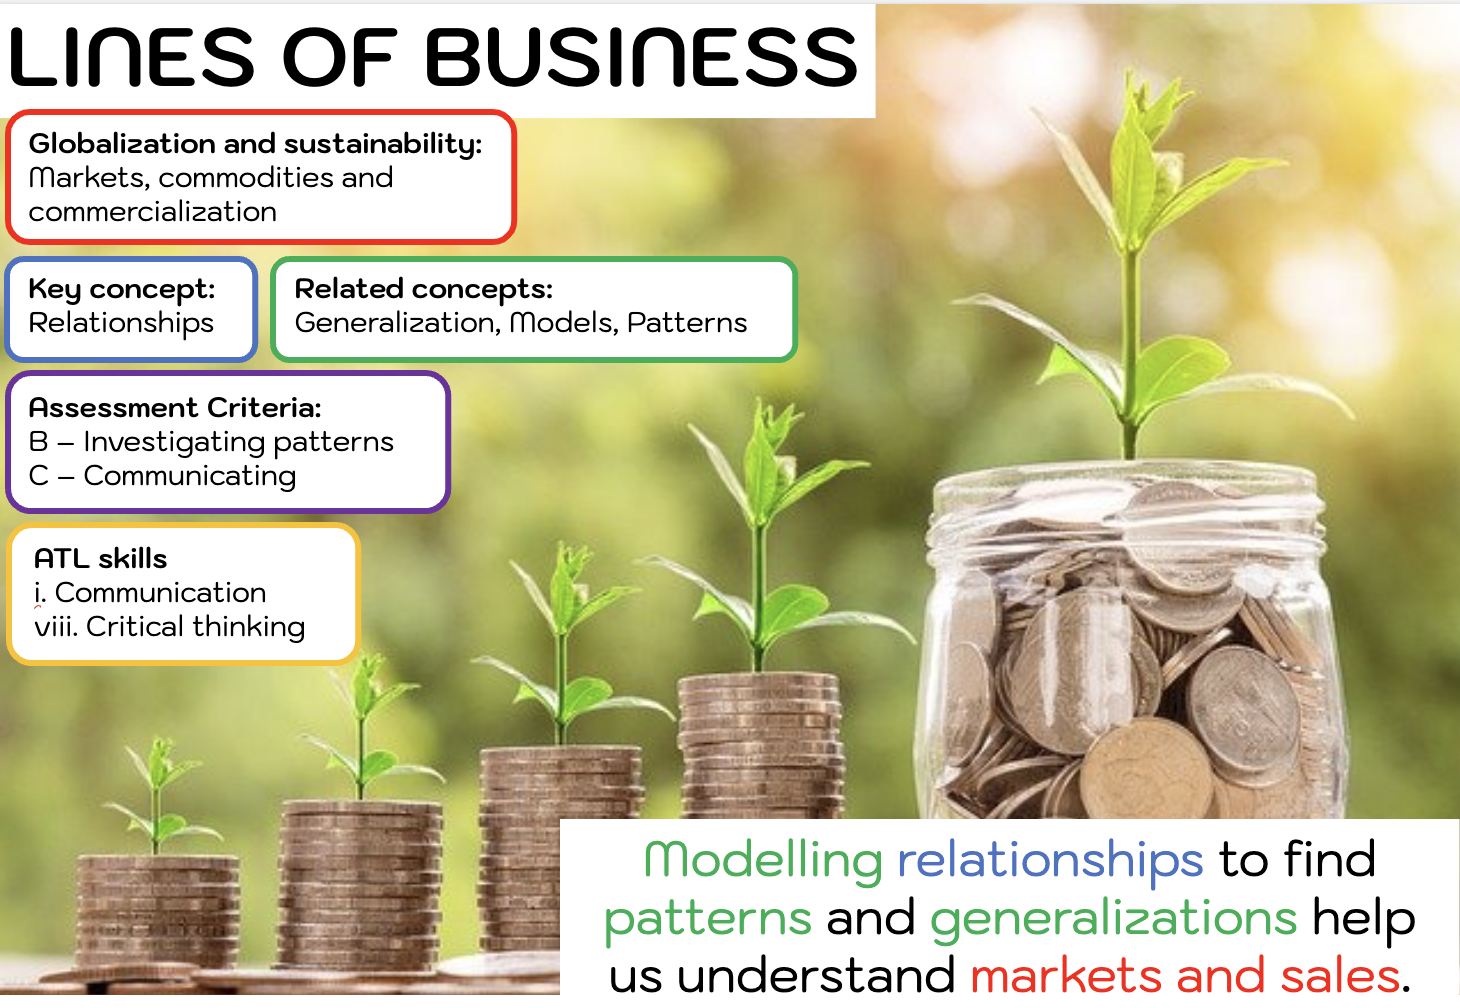 LINES OF BUSINESS
Globalization and sustainability:
Markets, commodities and
commercialization
Key concept:
Relationships
Related concepts:
Generalization, Models, Patterns
Assessment Criteria:
B – Investigating patterns
C – Communicating
ATL skills
i. Communication
viii. Critical thinking
Modelling relationships to find
patterns and generalizations help
us understand markets and sales.